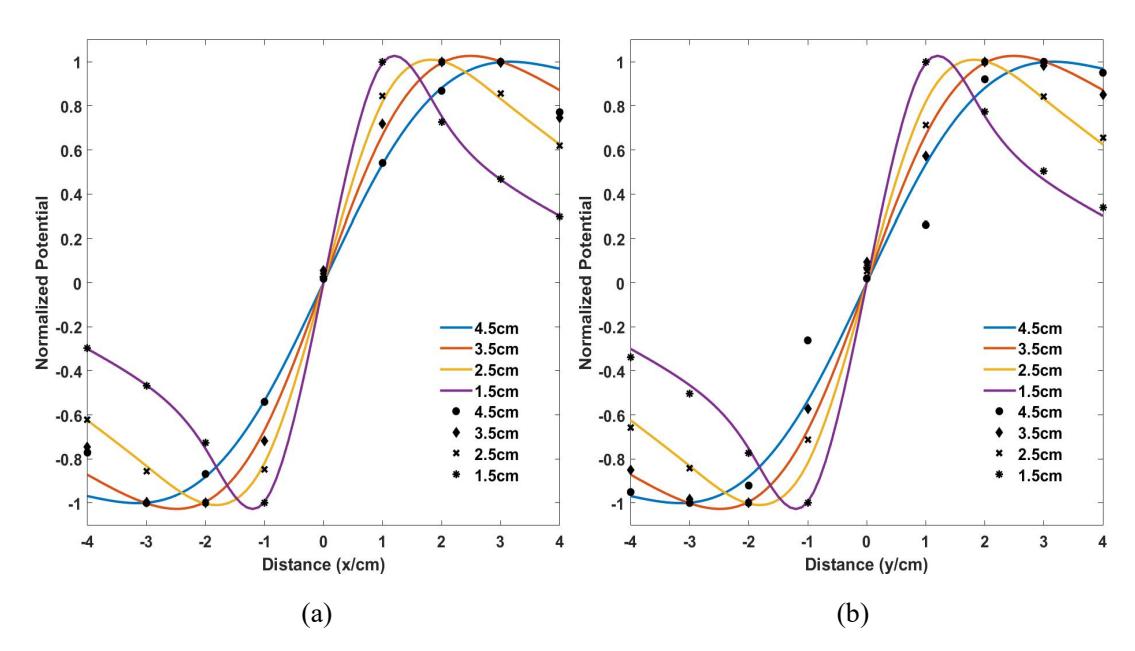 1
0.8
0.6
0.4
0.2
0
-0.2
-0.4
-0.6
-0.8
-1
Normalized Potential
-4 -3 -2 -1 0 1 2 3 4
Distance (x/cm)
4.5cm
3.5cm
2.5cm
1.5cm
4.5cm
3.5cm
2.5cm
1.5cm
(a)
1
0.8
0.6
0.4
0.2
0
-0.2
-0.4
-0.6
-0.8
-1
Normalized Potential
-4 -3 -2 -1 0 1 2 3 4
Distance (y/cm)
4.5cm
3.5cm
2.5cm
1.5cm
4.5cm
3.5cm
2.5cm
1.5cm
(b)